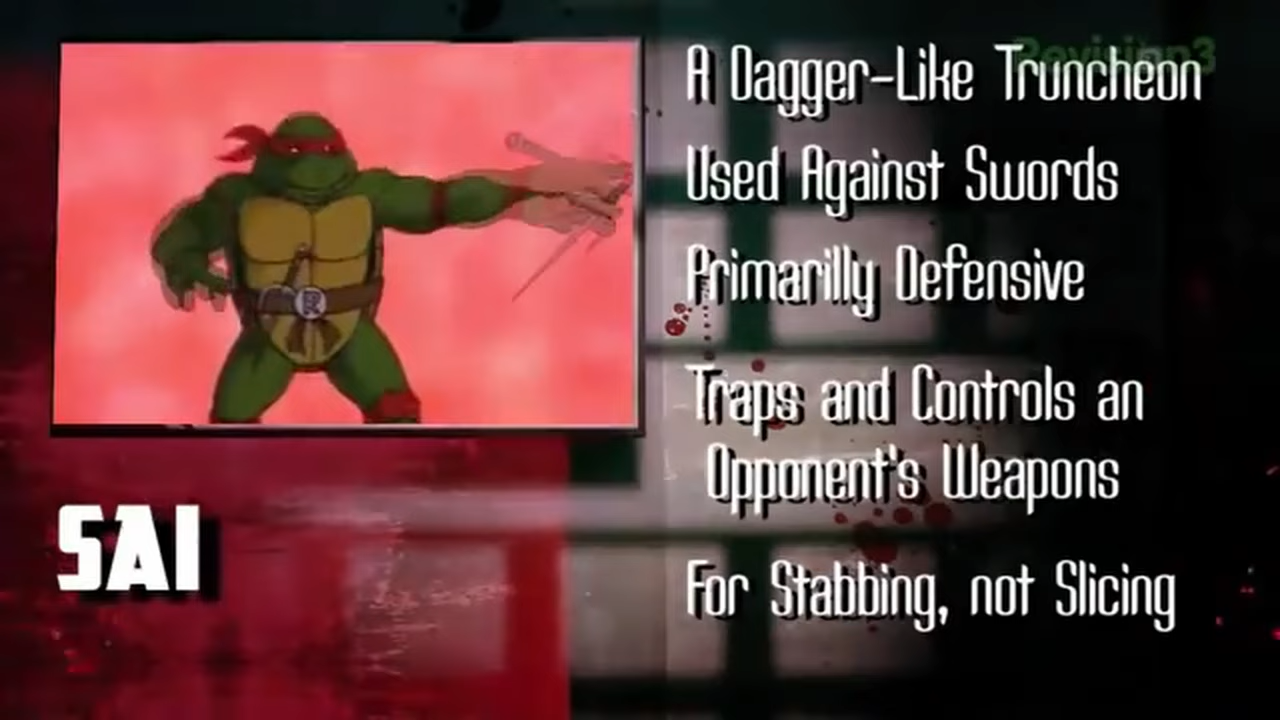 Revision3
A Dagger-Like Truncheon
Used Against Swords
Primarilly Defensive
Traps and Controls an
Opponent's Weapons
For Stabbing, not Slicing
SAI